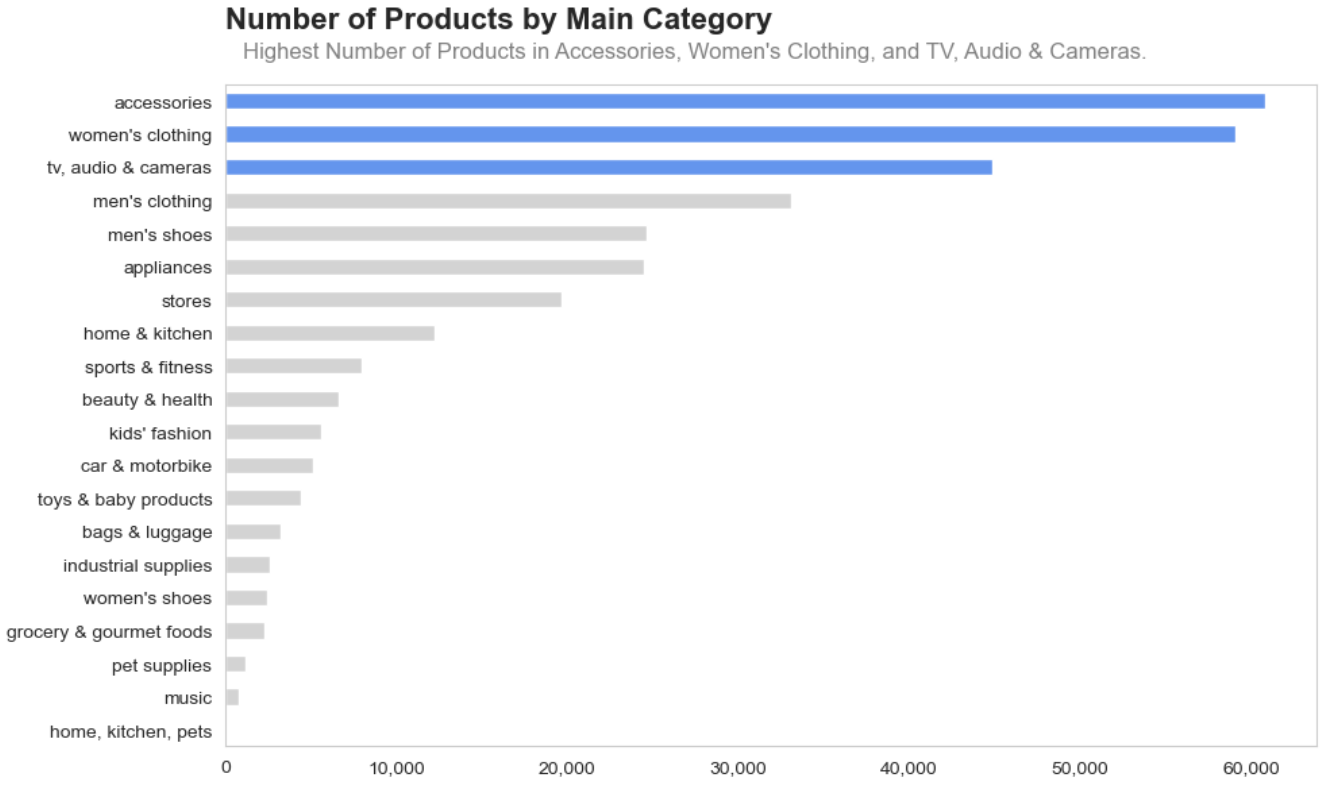 Number of Products by Main Category
Highest Number of Products in Accessories, Women's Clothing, and TV, Audio & Cameras.
accessories
women's clothing
tv, audio & cameras
men's clothing
men's shoes
appliances
stores
home & kitchen
sports & fitness
beauty & health
kids' fashion
car & motorbike
toys & baby products
bags & luggage
industrial supplies
women's shoes
grocery & gourmet foods
pet supplies
music
home, kitchen, pets
0 10,000 20,000 30,000 40,000 50,000 60,000